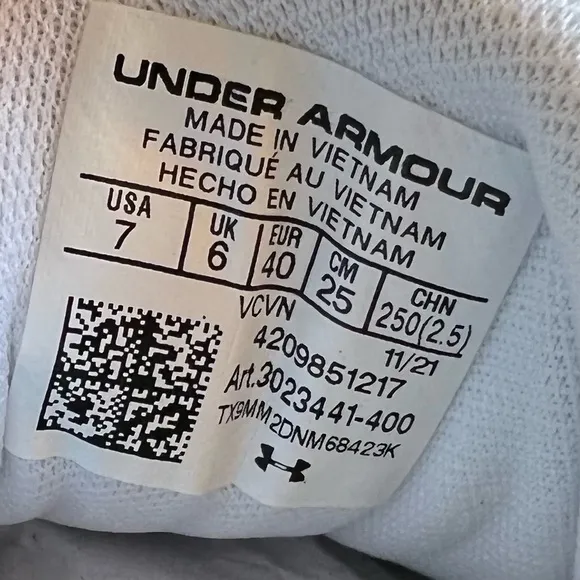 UNDER ARMOUR
MADE IN VIETNAM
FABRIQUÉ AU VIETNAM
HECHO EN VIETNAM
USA UK EUR CM CHN
7 6 40 25 250(2.5)
VCVN 11/21
4209851217
Art.3023441-400
TX9MM2DNM68423K